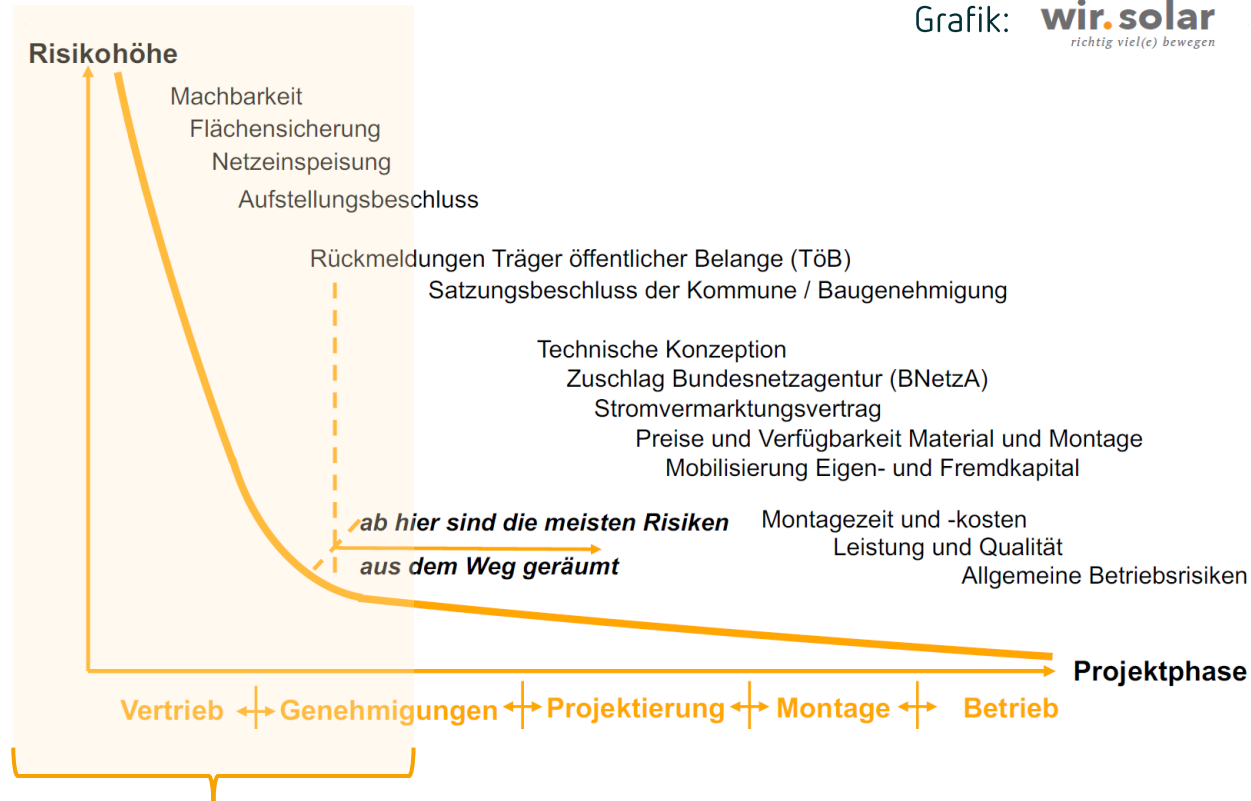 Grafik: wir.solar
richtig viel(e) bewegen
Risikohöhe
Machbarkeit
Flächensicherung
Netzeinspeisung
Aufstellungsbeschluss
Rückmeldungen Träger öffentlicher Belange (TöB)
Satzungsbeschluss der Kommune / Baugenehmigung
Technische Konzeption
Zuschlag Bundesnetzagentur (BNetzA)
Stromvermarktungsvertrag
Preise und Verfügbarkeit Material und Montage
Mobilisierung Eigen- und Fremdkapital
ab hier sind die meisten Risiken
aus dem Weg geräumt
Montagezeit und -kosten
Leistung und Qualität
Allgemeine Betriebsrisiken
Projektphase
Vertrieb Genehmigungen Projektierung Montage Betrieb